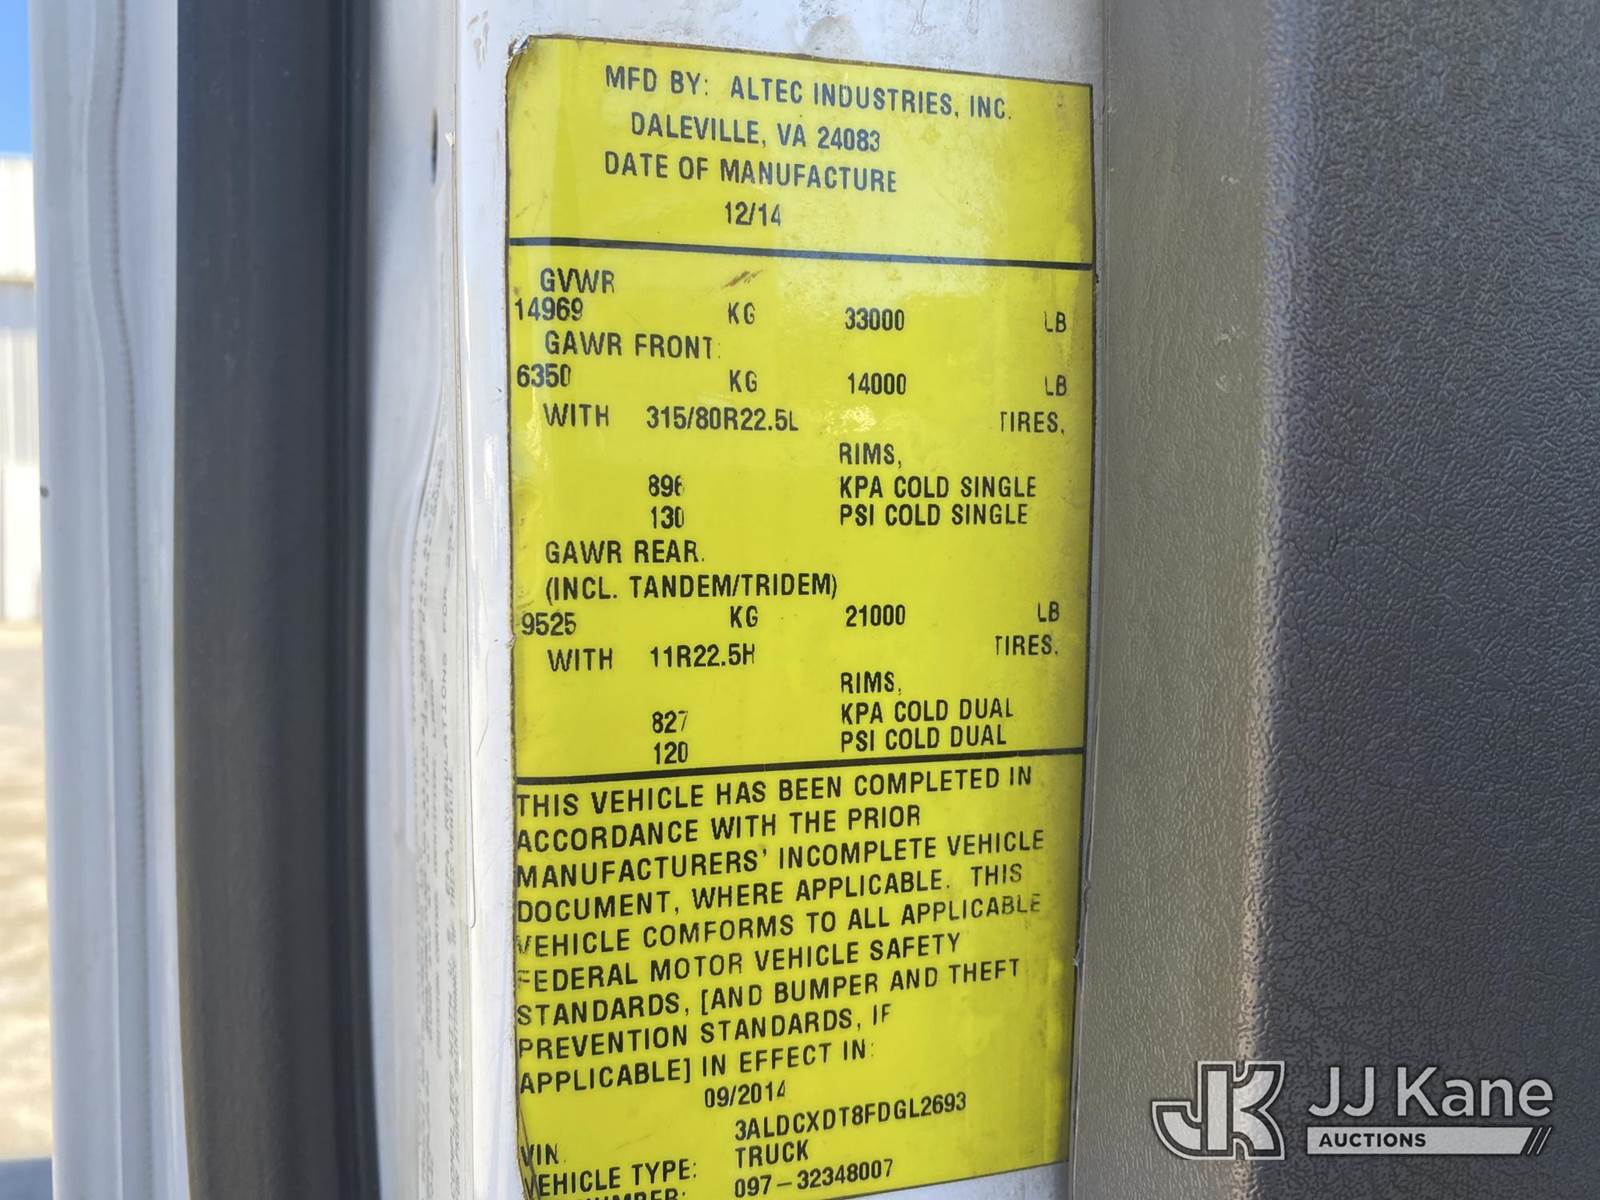 MFD BY: ALTEC INDUSTRIES, INC.
DALEVILLE, VA 24083
DATE OF MANUFACTURE
12/14
GVWR
14969 KG 33000 LB
GAWR FRONT:
6350 KG 14000 LB
WITH 315/80R22.5L TIRES,
RIMS,
896 KPA COLD SINGLE
130 PSI COLD SINGLE
GAWR REAR.
(INCL. TANDEM/TRIDEM)
9525 KG 21000 LB
WITH 11R22.5H TIRES,
RIMS,
827 KPA COLD DUAL
120 PSI COLD DUAL
THIS VEHICLE HAS BEEN COMPLETED IN
ACCORDANCE WITH THE PRIOR
MANUFACTURERS' INCOMPLETE VEHICLE
DOCUMENT, WHERE APPLICABLE. THIS
VEHICLE COMFORMS TO ALL APPLICABLE
FEDERAL MOTOR VEHICLE SAFETY
STANDARDS, [AND BUMPER AND THEFT
PREVENTION STANDARDS, IF
APPLICABLE] IN EFFECT IN:
09/2014
VIN 3ALDCXDT8FDGL2693
VEHICLE TYPE: TRUCK
NUMBER: 097-32348007
JK JJ Kane
AUCTIONS